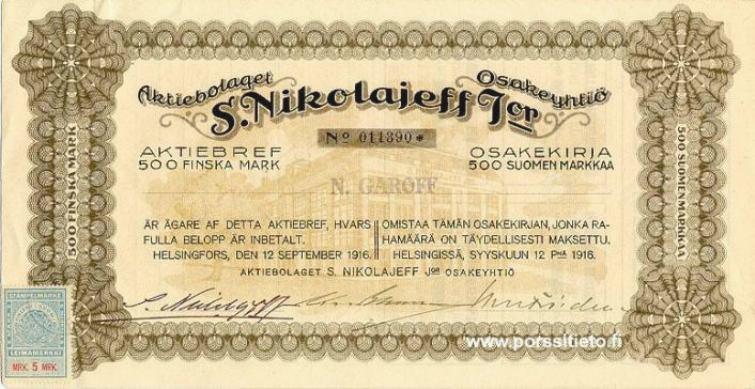 Aktiebolaget Osakeyhtiö
S. Nikolajeff Jor
No 011390*
AKTIEBREF
500 FINSKA MARK
OSAKEKIRJA
500 SUOMEN MARKKAA
N. GAROFF
ÄR ÄGARE AF DETTA AKTIEBREF, HVARS
FULLA BELOPP ÄR INBETALT.
HELSINGFORS, DEN 12 SEPTEMBER 1916.
OMISTAA TÄMÄN OSAKEKIRJAN, JONKA RA-
HAMÄÄRÄ ON TÄYDELLISESTI MAKSETTU.
HELSINGISSÄ, SYYSKUUN 12 PNÄ 1916.
AKTIEBOLAGET S. NIKOLAJEFF JOR OSAKEYHTIÖ
500 FINSKA MARK
500 SUOMEN MARKKAA
STÄMPELMÄRKE
LEIMAMERKKI
MRK. 5 MRK.
www.porssitieto.fi